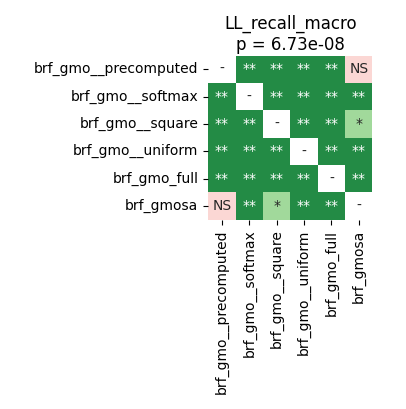 LL_recall_macro
p = 6.73e-08
brf_gmo__precomputed - ** ** ** ** NS
brf_gmo__softmax ** - ** ** ** **
brf_gmo__square ** ** - ** ** *
brf_gmo__uniform ** ** ** - ** **
brf_gmo_full ** ** ** ** - **
brf_gmosa NS ** * ** ** -
brf_gmo__precomputed
brf_gmo__softmax
brf_gmo__square
brf_gmo__uniform
brf_gmo_full
brf_gmosa